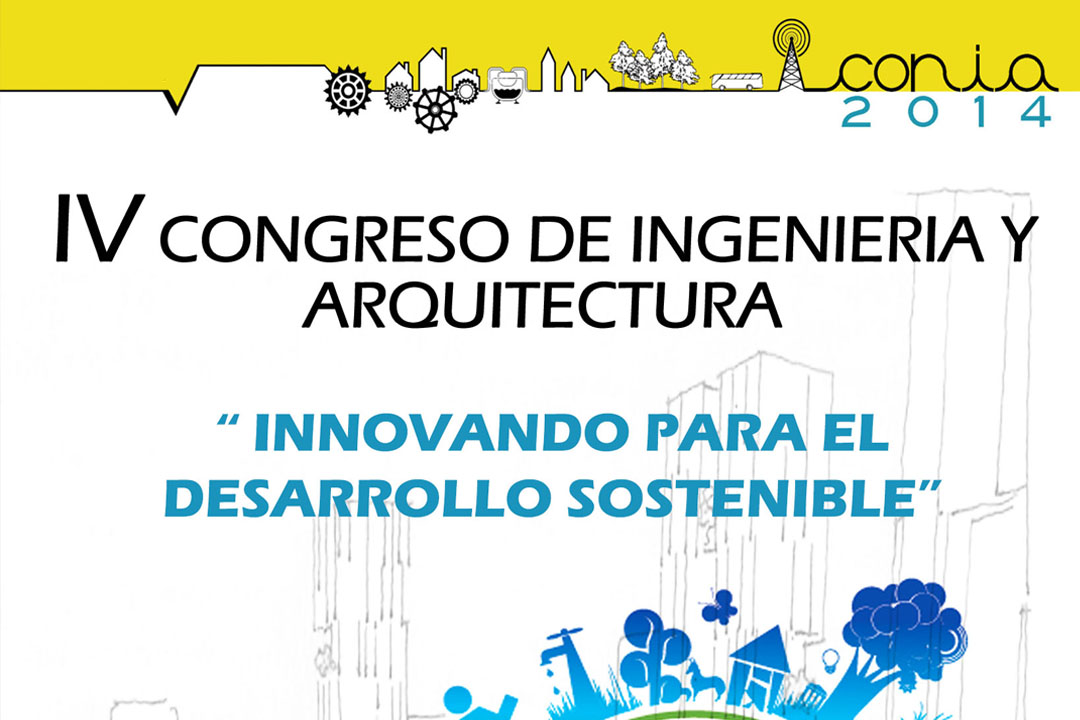 conia
2014
IV CONGRESO DE INGENIERIA Y
ARQUITECTURA
“ INNOVANDO PARA EL
DESARROLLO SOSTENIBLE”